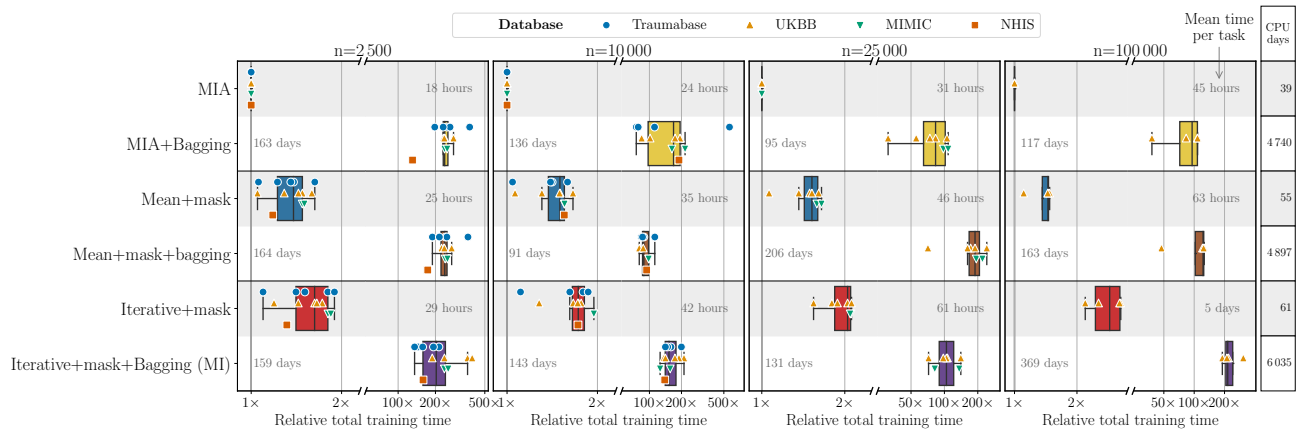 Database Traumabase UKBB MIMIC NHIS
Mean time
per task
CPU
days
n=2 500 n=10 000 n=25 000 n=100 000
MIA 18 hours 24 hours 31 hours 45 hours 39
MIA+Bagging 163 days 136 days 95 days 117 days 4 740
Mean+mask 25 hours 35 hours 46 hours 63 hours 55
Mean+mask+bagging 164 days 91 days 206 days 163 days 4 897
Iterative+mask 29 hours 42 hours 61 hours 5 days 61
Iterative+mask+Bagging (MI) 159 days 143 days 131 days 369 days 6 035
1× 2× 100× 200× 500× 1× 2× 100× 200× 500× 1× 2× 50× 100× 200× 1× 2× 50× 100× 200×
Relative total training time Relative total training time Relative total training time Relative total training time